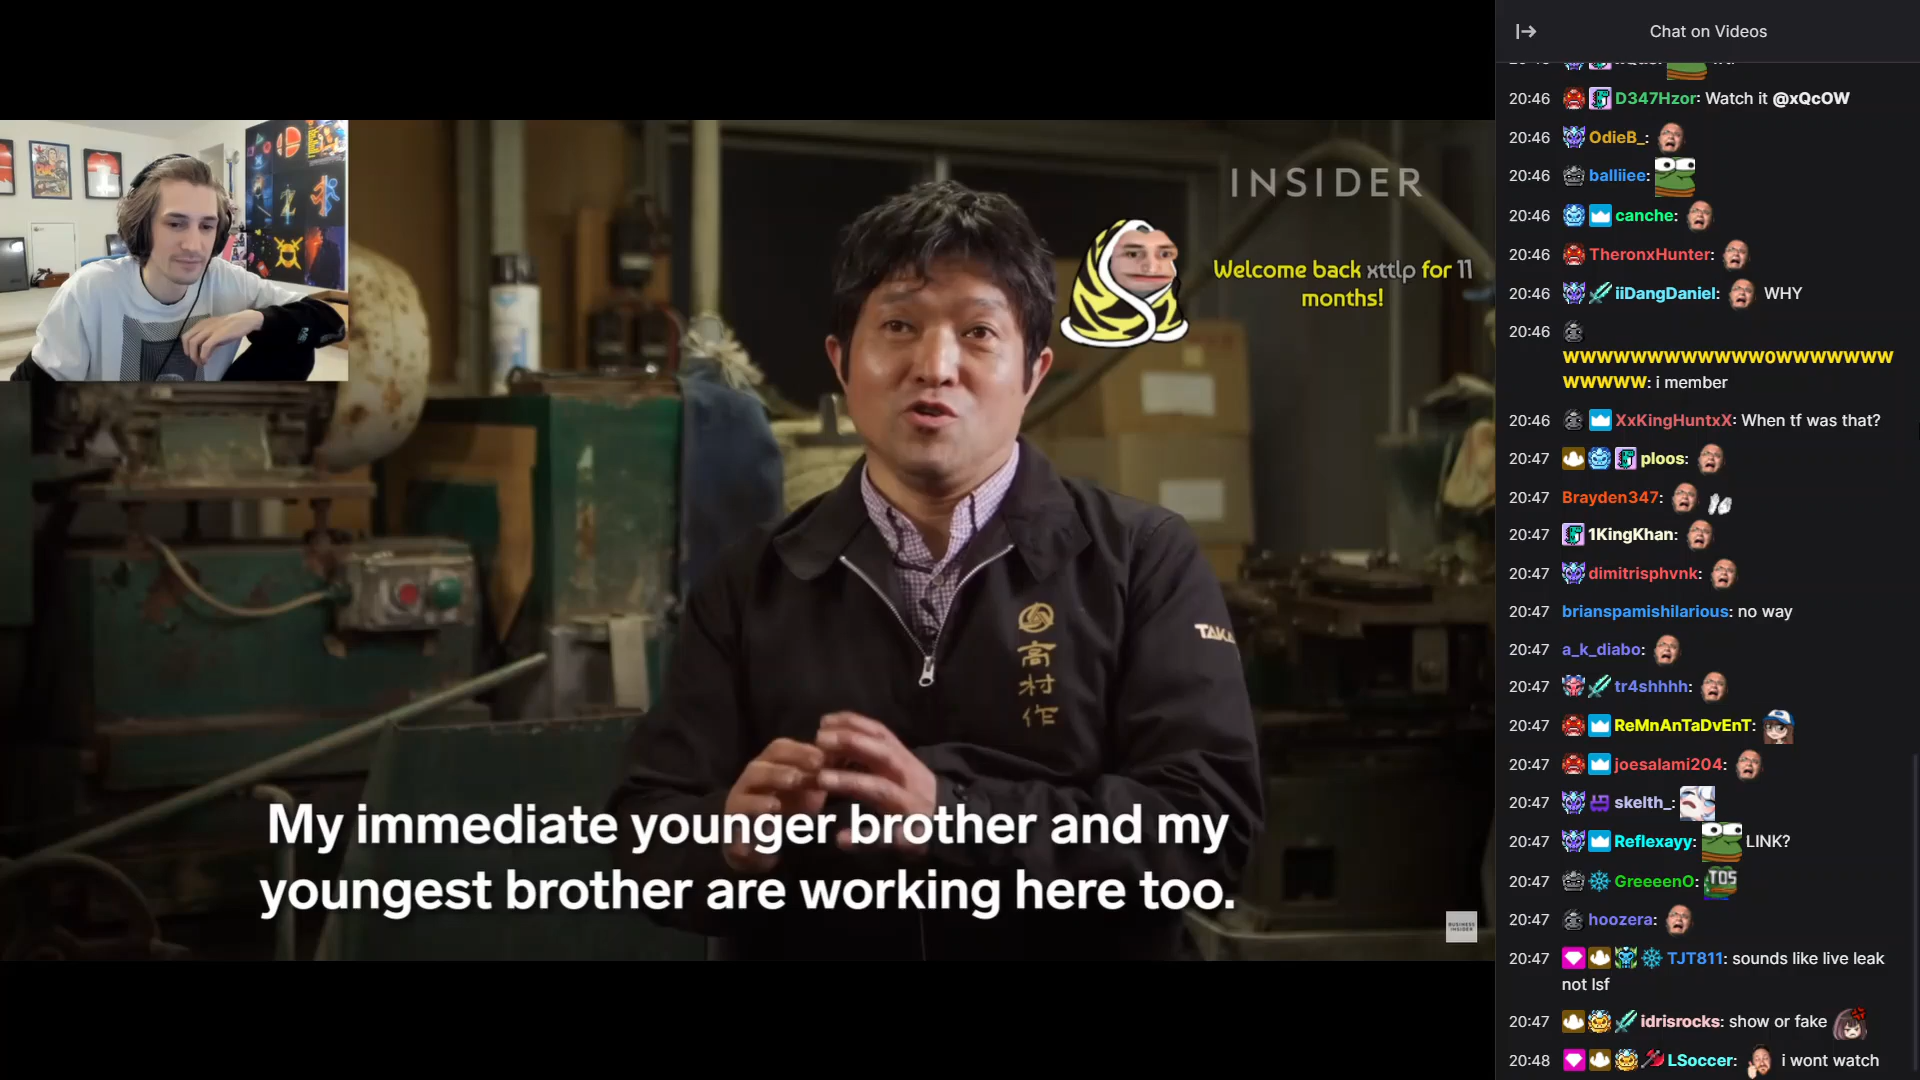 INSIDER
Welcome back xttlp for 11
months!
TAKA
高
村
作
My immediate younger brother and my
youngest brother are working here too.
BUSINESS
INSIDER
Chat on Videos
20:46 D347Hzor: Watch it @xQcOW
20:46 OdieB_:
20:46 balliiee:
20:46 canche:
20:46 TheronxHunter:
20:46 iiDangDaniel: WHY
20:46
WWWWWWWWWWWWOWWWWWWW
WWWWW: i member
20:46 XxKingHuntxX: When tf was that?
20:47 ploos:
20:47 Brayden347:
20:47 1KingKhan:
20:47 dimitrisphvnk:
20:47 brianspamishilarious: no way
20:47 a_k_diabo:
20:47 tr4shhhh:
20:47 ReMnAnTaDvEnT:
20:47 joesalami204:
20:47 skelth_:
20:47 Reflexayy: LINK?
20:47 GreeeenO: TOS
20:47 hoozera:
20:47 TJT811: sounds like live leak
not lsf
20:47 idrisrocks: show or fake
20:48 LSoccer: i wont watch